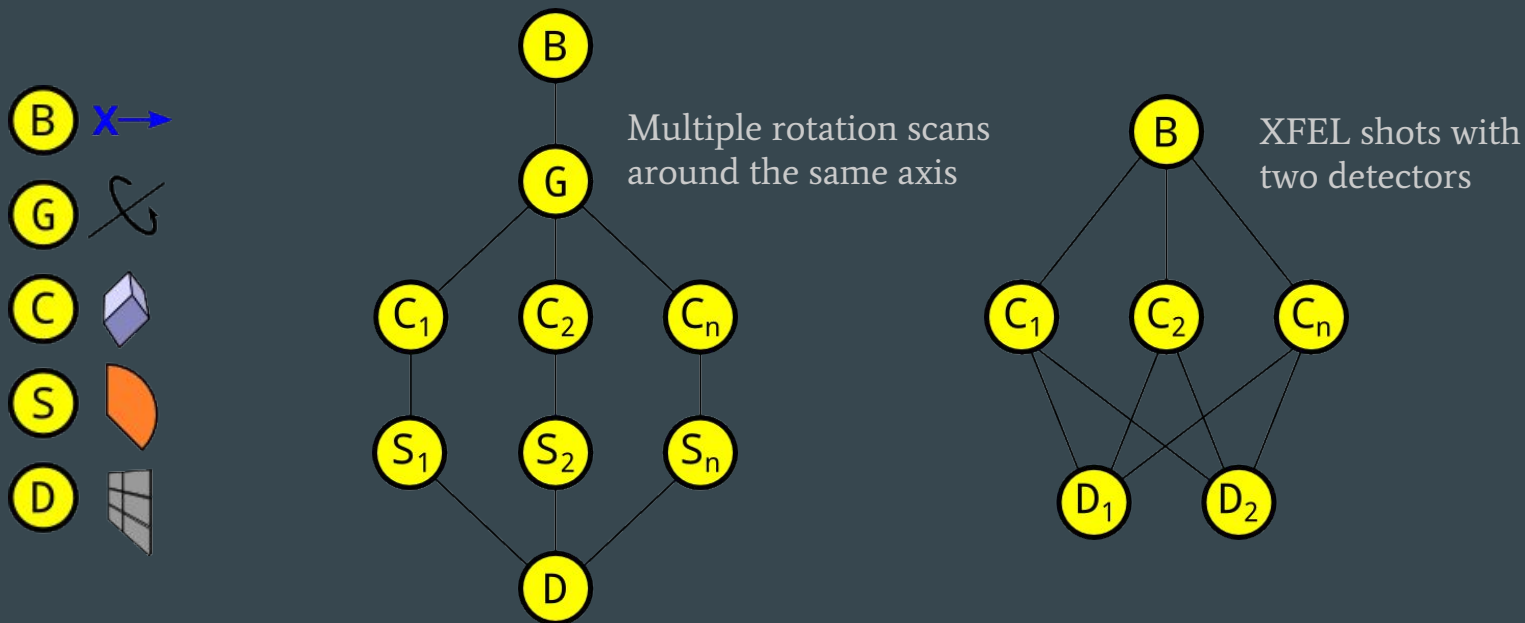 B X
G
C
S
D
B
G
C₁ C₂ Cₙ
S₁ S₂ Sₙ
D
Multiple rotation scans
around the same axis
B
C₁ C₂ Cₙ
D₁ D₂
XFEL shots with
two detectors